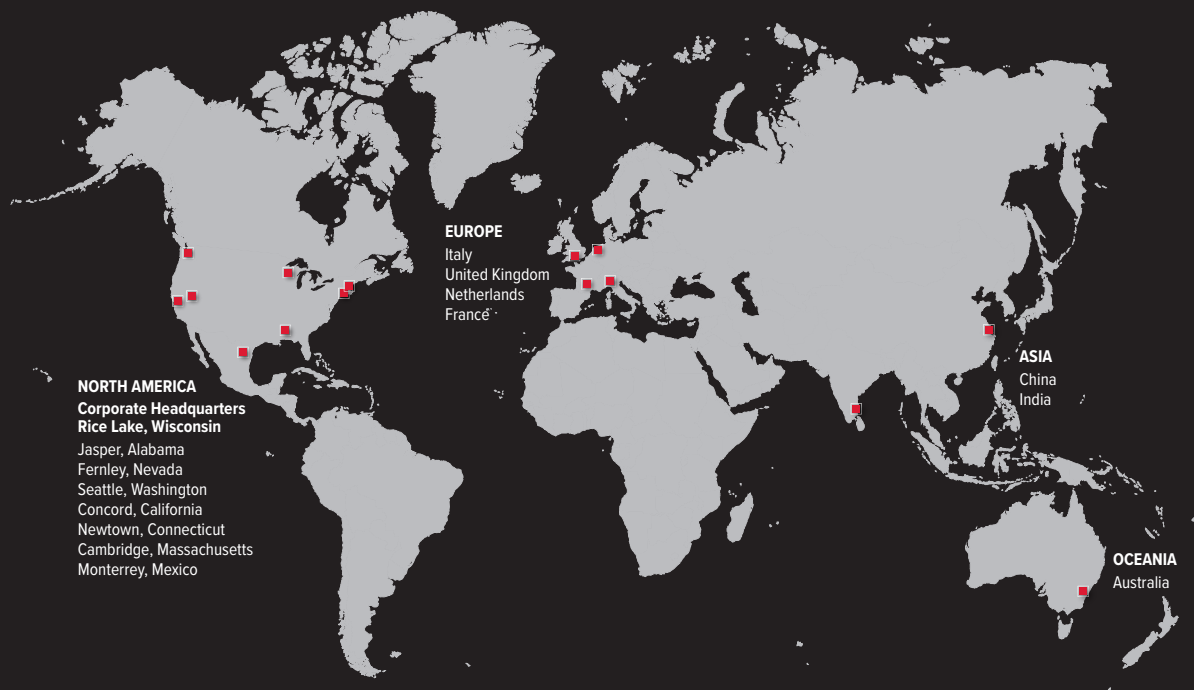 EUROPE
Italy
United Kingdom
Netherlands
France
NORTH AMERICA
Corporate Headquarters
Rice Lake, Wisconsin
Jasper, Alabama
Fernley, Nevada
Seattle, Washington
Concord, California
Newtown, Connecticut
Cambridge, Massachusetts
Monterrey, Mexico
ASIA
China
India
OCEANIA
Australia